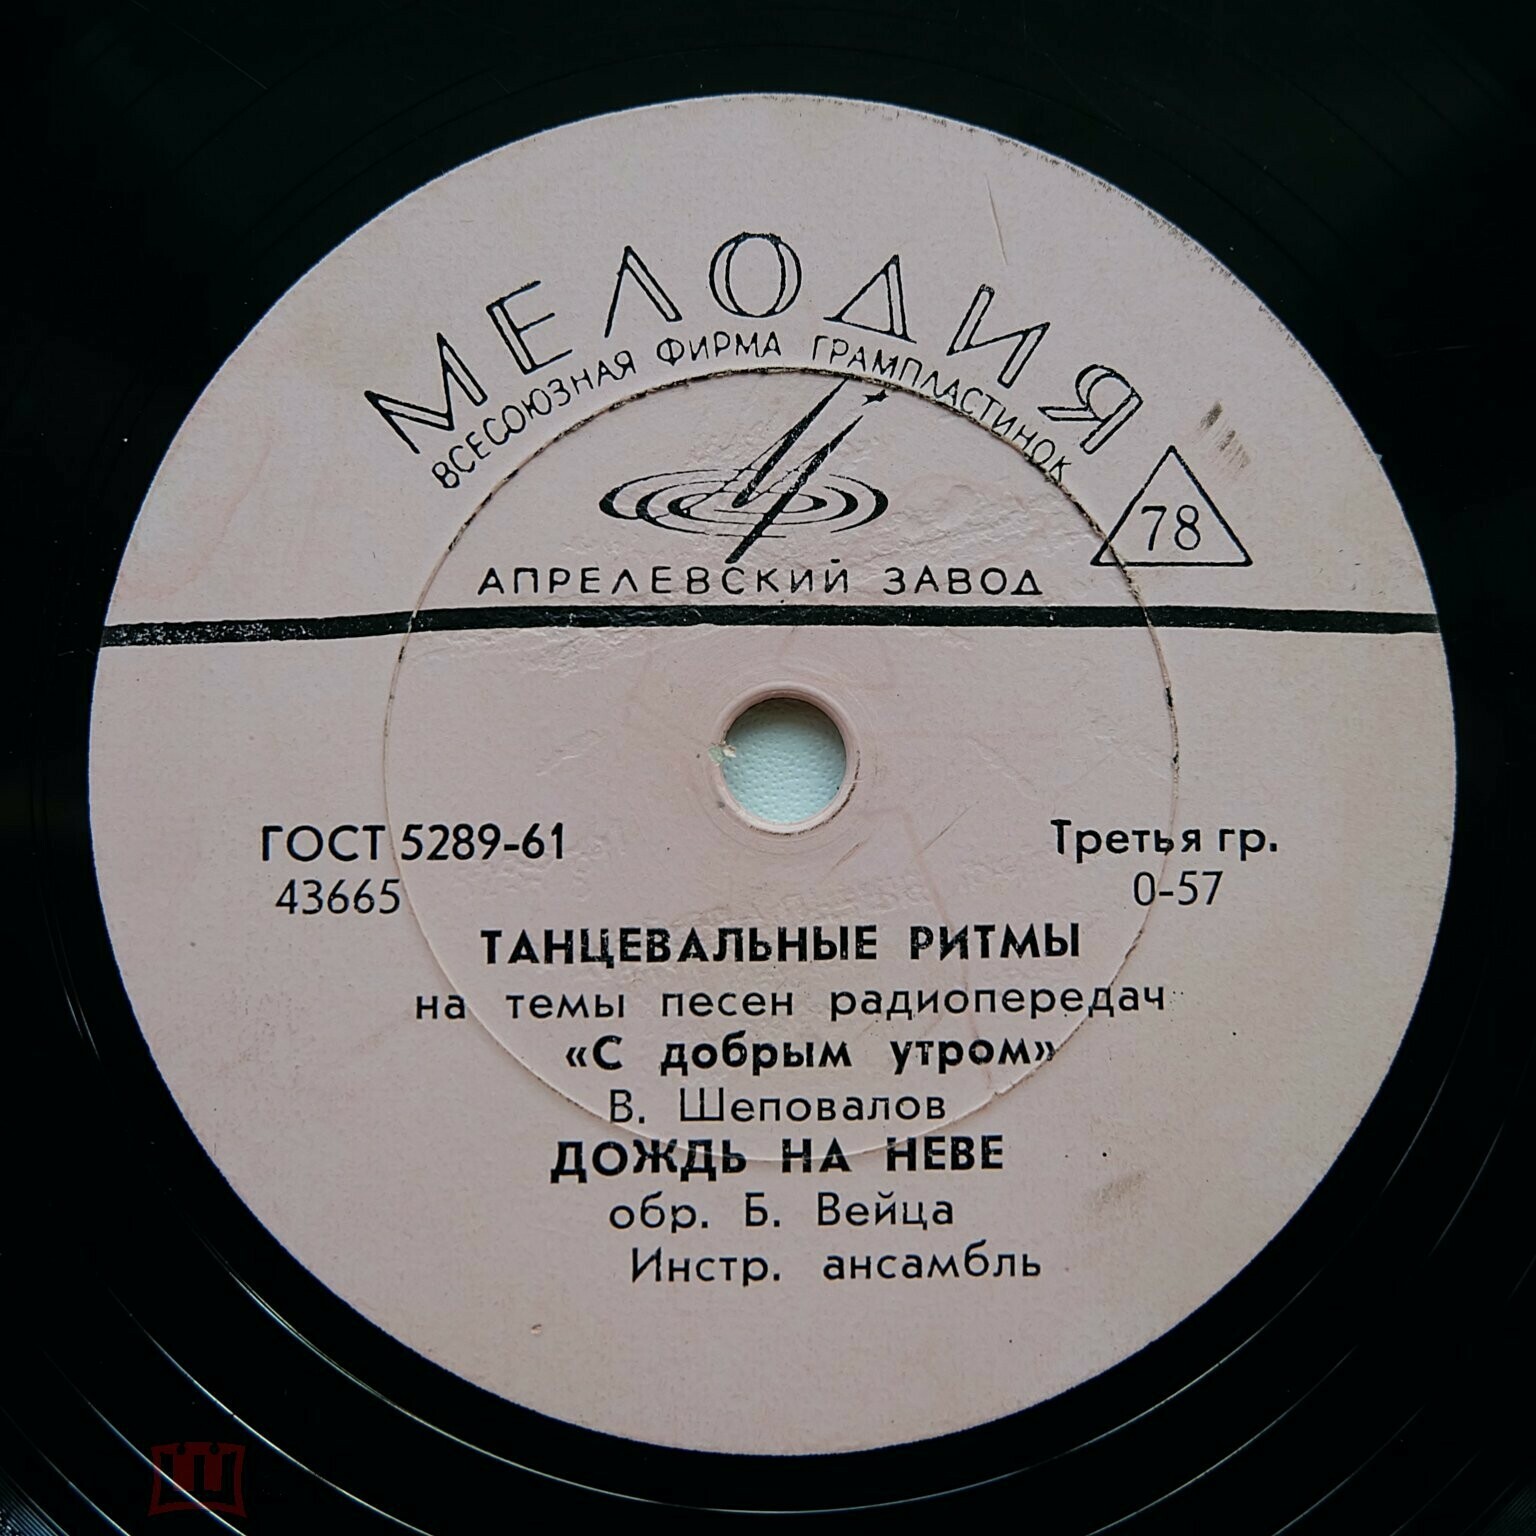 МЕЛОДИЯ
ВСЕСОЮЗНАЯ ФИРМА ГРАМПЛАСТИНОК
78
АПРЕЛЕВСКИЙ ЗАВОД
ГОСТ 5289-61
43665
Третья гр.
0-57
ТАНЦЕВАЛЬНЫЕ РИТМЫ
на темы песен радиопередач
«С добрым утром»
В. Шеповалов
ДОЖДЬ НА НЕВЕ
обр. Б. Вейца
Инстр. ансамбль